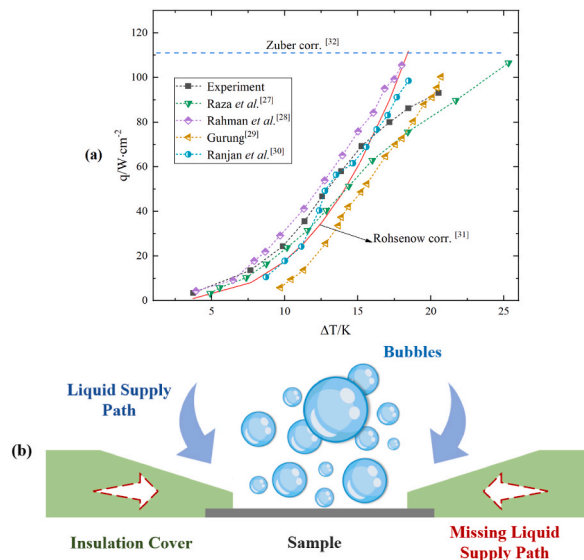 Zuber corr. [32]
Experiment
Raza et al.[27]
Rahman et al.[28]
Gurung[29]
Ranjan et al.[30]
(a)
q/W·cm-2
120
100
80
60
40
20
0
Rohsenow corr. [31]
5
10
15
20
25
ΔT/K
Bubbles
Liquid Supply
Path
(b)
Insulation Cover
Sample
Missing Liquid
Supply Path